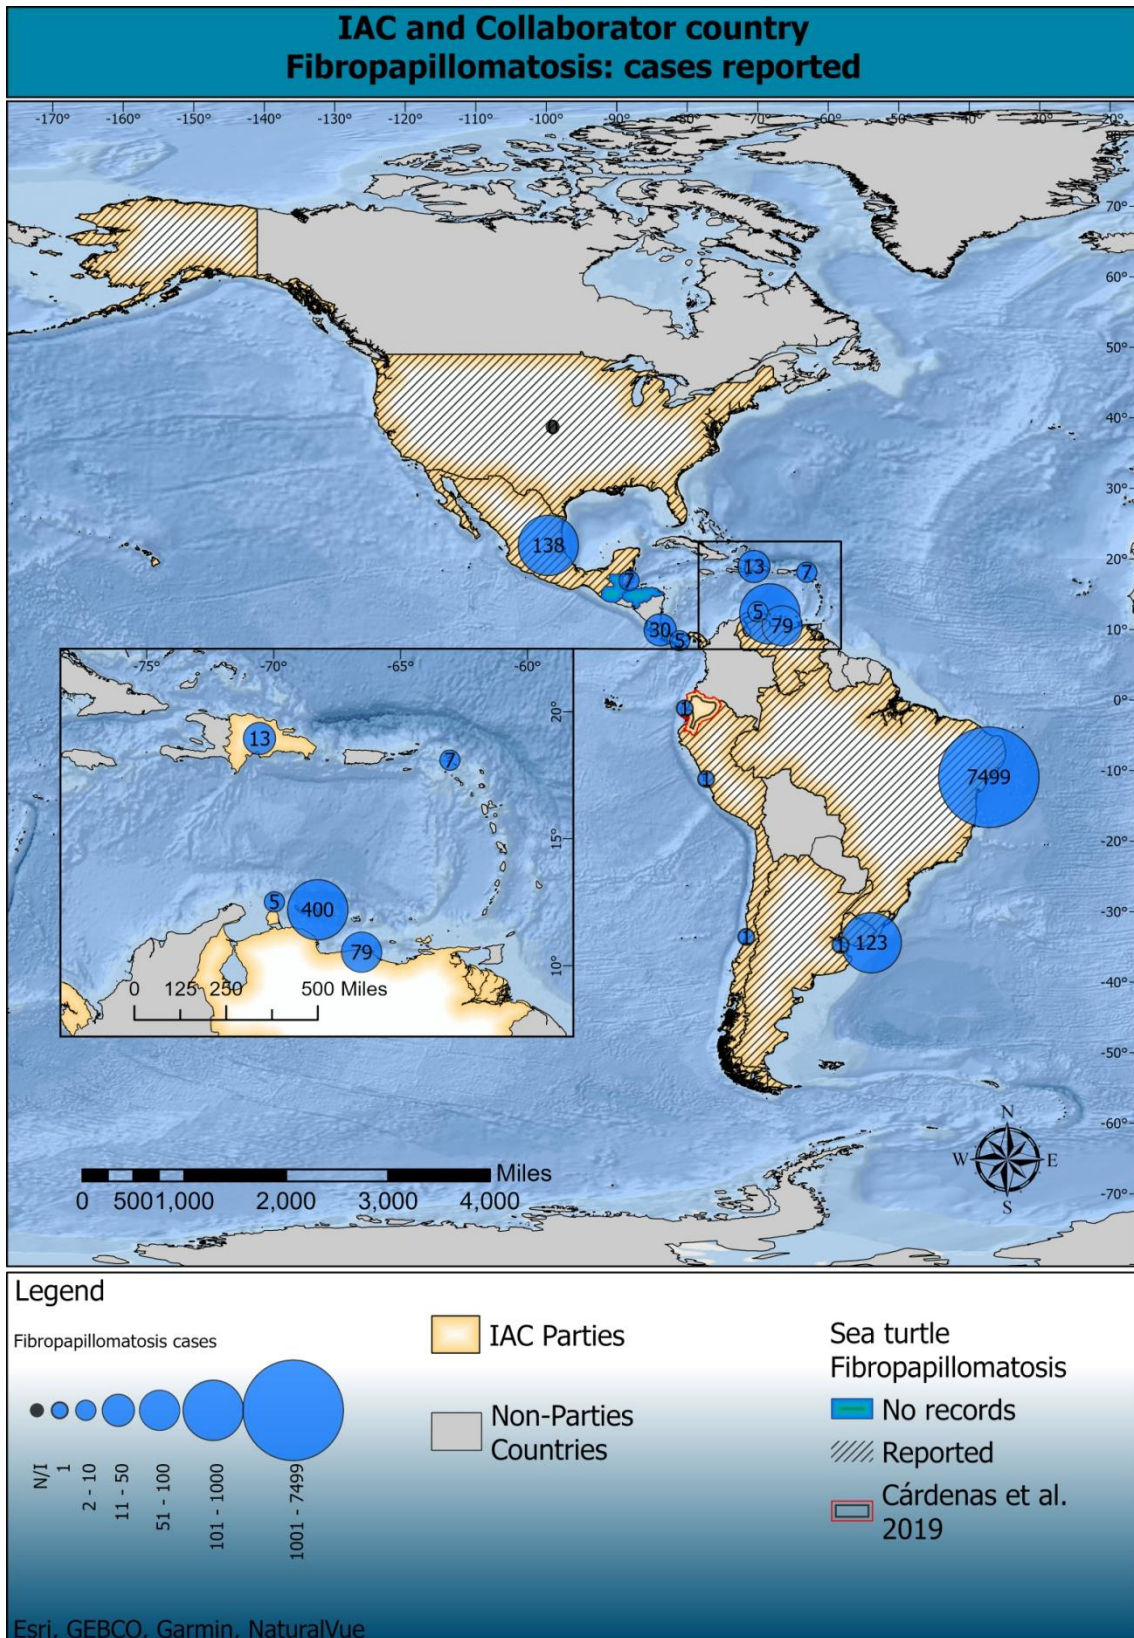 IAC and Collaborator country
Fibropapillomatosis: cases reported
-170° -160° -150° -140° -130° -120° -110° -100° -90° -80° -70° -60° -50° -40° -30° -20° 20°
80°
70°
60°
50°
40°
0
30°
138
20°
13 7
7
5
79
10°
30
5
-75° -70° -65° -60°
20°
0°
1
13
7
1
7499
-10°
15°
-20°
5
400
79
-30°
1
1
123
10°
0 125 250 500 Miles
-40°
-50°
-60°
N
W E
S
Miles
0 500 1,000 2,000 3,000 4,000
-70°
Legend
Fibropapillomatosis cases
N/I
1
2 - 10
11 - 50
51 - 100
101 - 1000
1001 - 7499
IAC Parties
Non-Parties
Countries
Sea turtle
Fibropapillomatosis
No records
Reported
Cárdenas et al.
2019
Esri, GEBCO, Garmin, NaturalVue